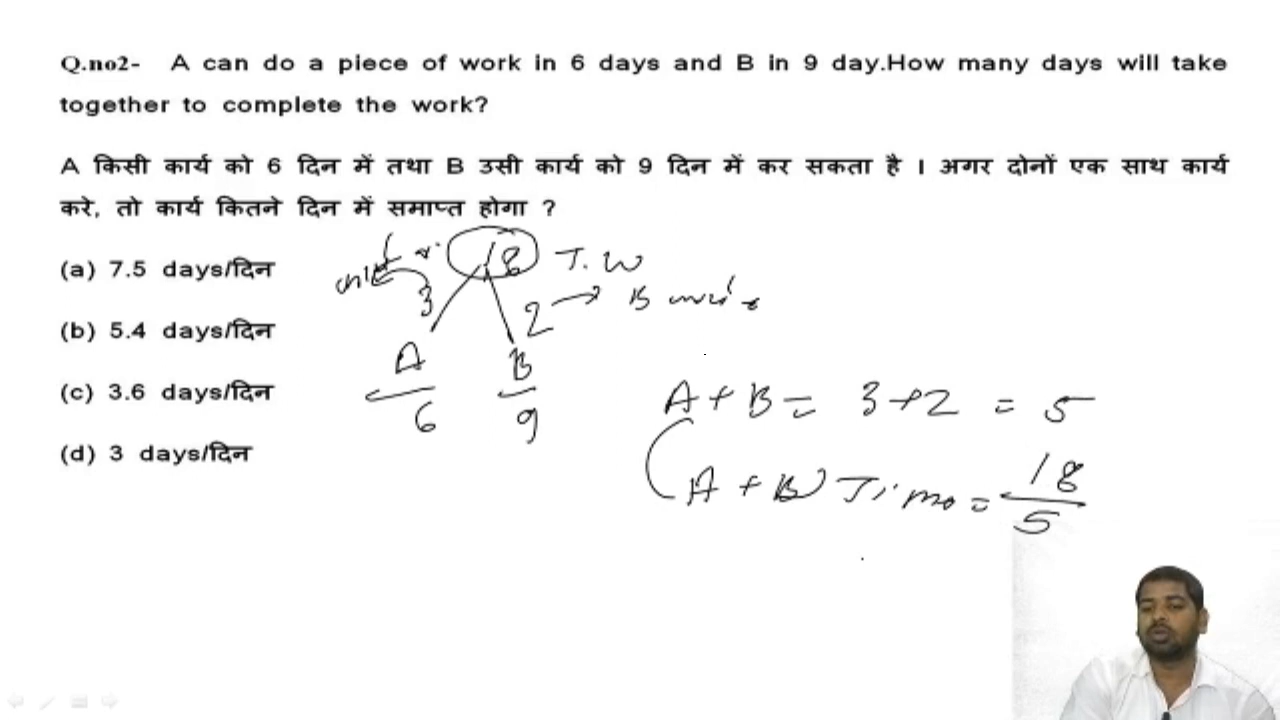 Q.no2- A can do a piece of work in 6 days and B in 9 day.How many days will take
together to complete the work?
A किसी कार्य को 6 दिन में तथा B उसी कार्य को 9 दिन में कर सकता है । अगर दोनों एक साथ कार्य
करे, तो कार्य कितने दिन में समाप्त होगा ?
(a) 7.5 days/दिन
(b) 5.4 days/दिन
(c) 3.6 days/दिन
(d) 3 days/दिन
18 T.W
3 2 B
A B
6 9
A+B= 3+2 = 5
A+B Time = 18
5